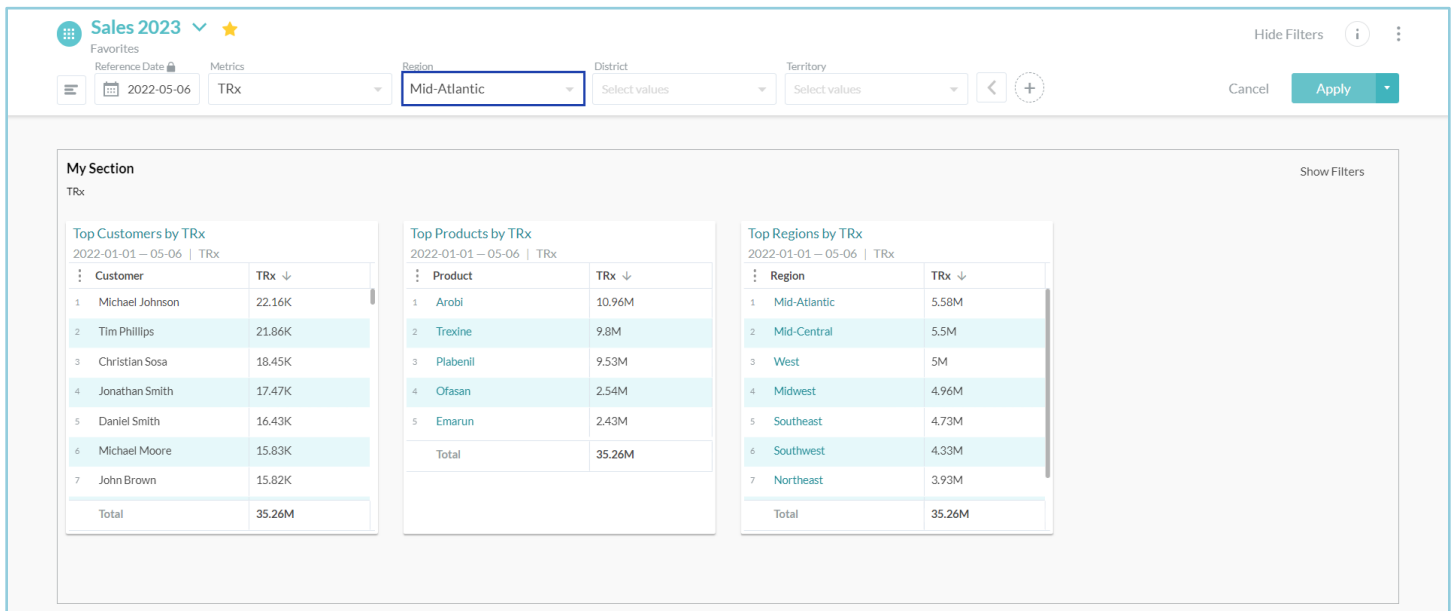 Sales 2023
Favorites
Hide Filters i
Reference Date Metrics Region District Territory
2022-05-06 TRx Mid-Atlantic Select values Select values < + Cancel Apply
My Section
Show Filters
TRx
Top Customers by TRx
2022-01-01 — 05-06 | TRx
Customer TRx ↓
1 Michael Johnson 22.16K
2 Tim Phillips 21.86K
3 Christian Sosa 18.45K
4 Jonathan Smith 17.47K
5 Daniel Smith 16.43K
6 Michael Moore 15.83K
7 John Brown 15.82K
Total 35.26M
Top Products by TRx
2022-01-01 — 05-06 | TRx
Product TRx ↓
1 Arobi 10.96M
2 Trexine 9.8M
3 Plabenil 9.53M
4 Ofasan 2.54M
5 Emarun 2.43M
Total 35.26M
Top Regions by TRx
2022-01-01 — 05-06 | TRx
Region TRx ↓
1 Mid-Atlantic 5.58M
2 Mid-Central 5.5M
3 West 5M
4 Midwest 4.96M
5 Southeast 4.73M
6 Southwest 4.33M
7 Northeast 3.93M
Total 35.26M